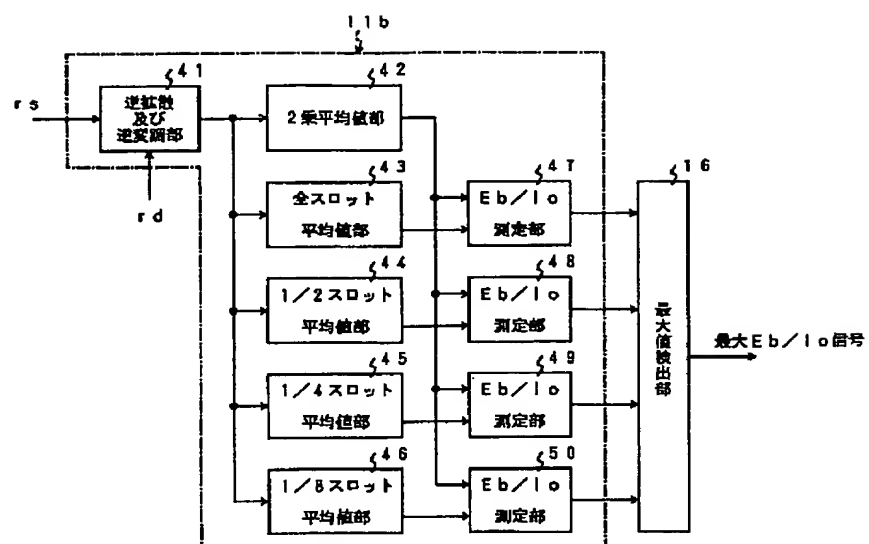 11b
41
rs
逆拡散
及び
逆変調部
rd
42
2乗平均値部
43
全スロット
平均値部
44
1/2スロット
平均値部
45
1/4スロット
平均値部
46
1/8スロット
平均値部
47
Eb/Io
測定部
48
Eb/Io
測定部
49
Eb/Io
測定部
50
Eb/Io
測定部
16
最大値検出部
最大Eb/Io信号